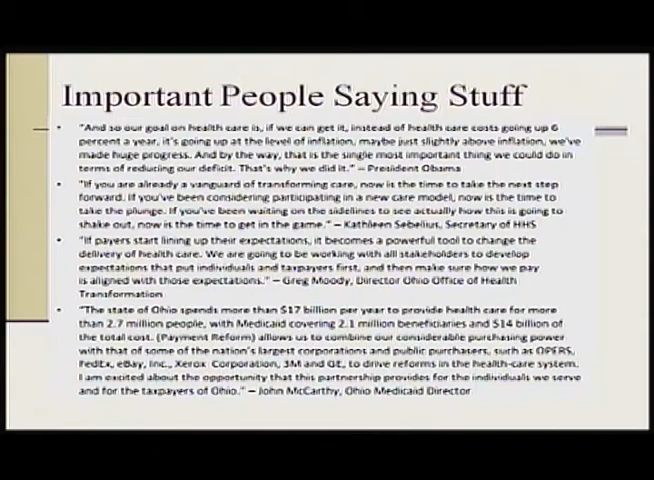 Important People Saying Stuff
• "And so our goal on health care is, if we can get it, instead of health care costs going up 6
percent a year, it's going up at the level of inflation, maybe just slightly above inflation, we've
made huge progress. And by the way, that is the single most important thing we could do in
terms of reducing our deficit. That's why we did it." – President Obama
• "If you are already a vanguard of transforming care, now is the time to take the next step
forward. If you've been considering participating in a new care model, now is the time to
take the plunge. If you've been waiting on the sidelines to see actually how this is going to
shake out, now is the time to get in the game." – Kathleen Sebelius, Secretary of HHS
• "If payers start lining up their expectations, it becomes a powerful tool to change the
delivery of health care. We are going to be working with all stakeholders to develop
expectations that put individuals and taxpayers first, and then make sure how we pay
is aligned with those expectations." – Greg Moody, Director Ohio Office of Health
Transformation
• "The state of Ohio spends more than $17 billion per year to provide health care for more
than 2.7 million people, with Medicaid covering 2.1 million beneficiaries and $14 billion of
the total cost. (Payment Reform) allows us to combine our considerable purchasing power
with that of some of the nation's largest corporations and public purchasers, such as OPERS,
FedEx, eBay, Inc., Xerox Corporation, 3M and GE, to drive reforms in the health-care system.
I am excited about the opportunity that this partnership provides for the individuals we serve
and for the taxpayers of Ohio." – John McCarthy, Ohio Medicaid Director